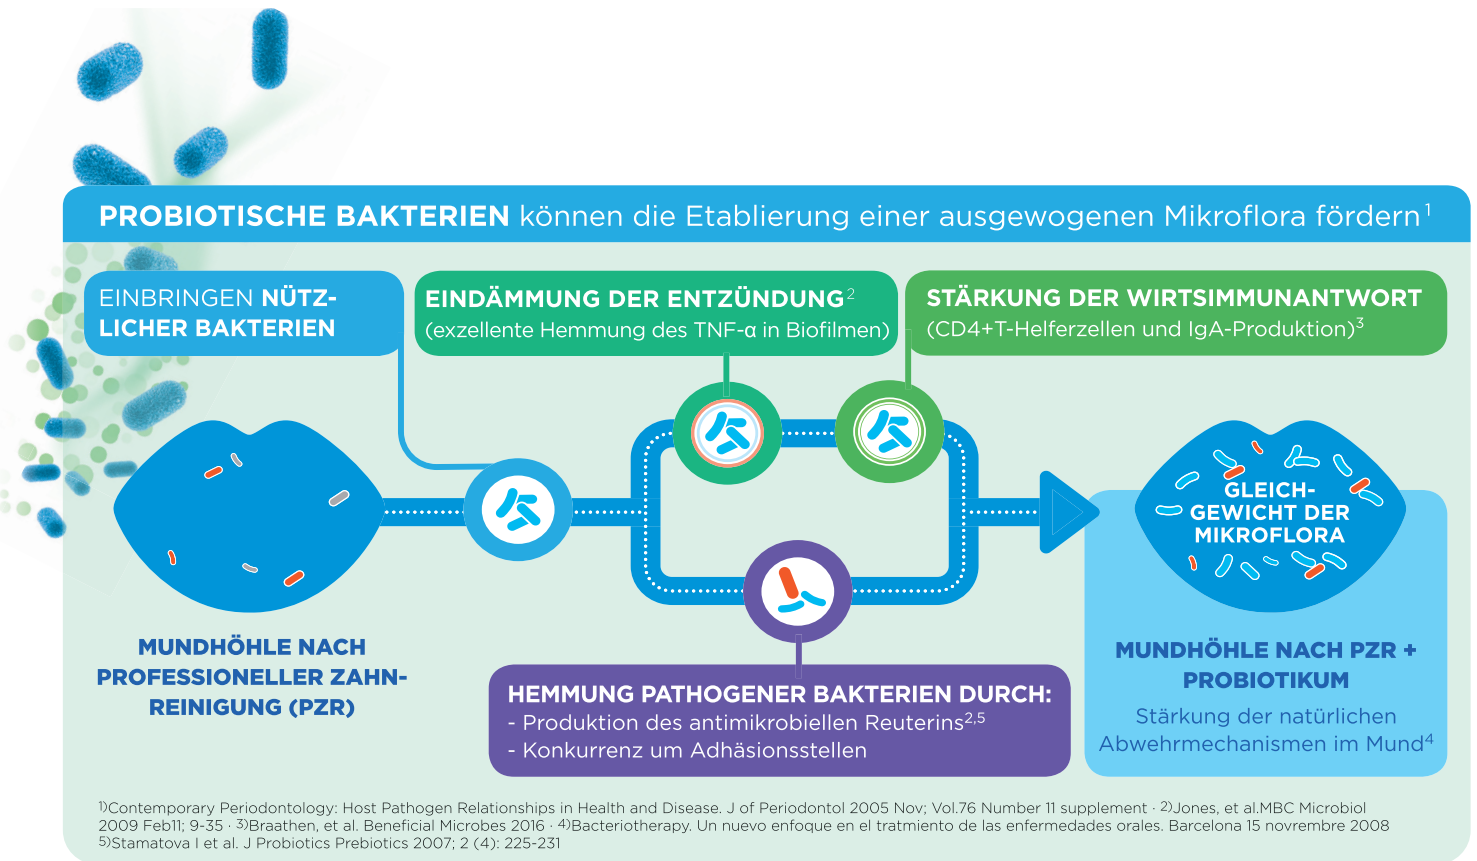 PROBIOTISCHE BAKTERIEN können die Etablierung einer ausgewogenen Mikroflora fördern¹
EINBRINGEN NÜTZ-
LICHER BAKTERIEN
EINDÄMMUNG DER ENTZÜNDUNG²
(exzellente Hemmung des TNF-α in Biofilmen)
STÄRKUNG DER WIRTSIMMUNANTWORT
(CD4+T-Helferzellen und IgA-Produktion)³
GLEICH-
GEWICHT DER
MIKROFLORA
MUNDHÖHLE NACH
PROFESSIONELLER ZAHN-
REINIGUNG (PZR)
HEMMUNG PATHOGENER BAKTERIEN DURCH:
- Produktion des antimikrobiellen Reuterins²,⁵
- Konkurrenz um Adhäsionsstellen
MUNDHÖHLE NACH PZR +
PROBIOTIKUM
Stärkung der natürlichen
Abwehrmechanismen im Mund⁴
¹⁾Contemporary Periodontology: Host Pathogen Relationships in Health and Disease. J of Periodontol 2005 Nov; Vol.76 Number 11 supplement · ²⁾Jones, et al.MBC Microbiol
2009 Feb11; 9-35 · ³⁾Braathen, et al. Beneficial Microbes 2016 · ⁴⁾Bacteriotherapy. Un nuevo enfoque en el tratmiento de las enfermedades orales. Barcelona 15 novrembre 2008
⁵⁾Stamatova I et al. J Probiotics Prebiotics 2007; 2 (4): 225-231